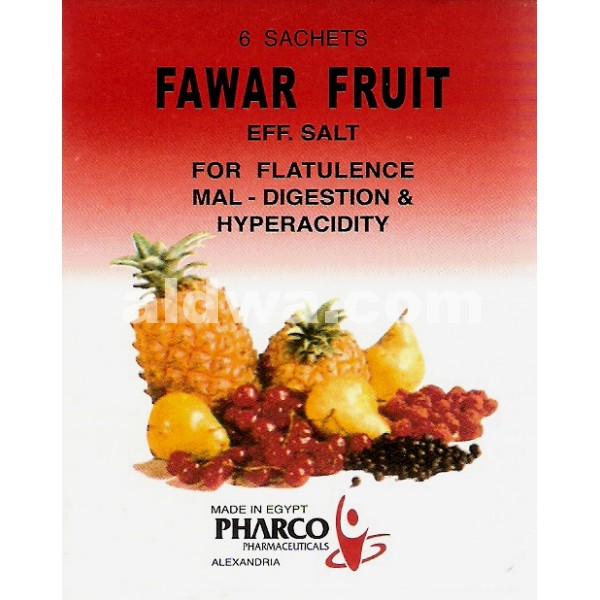 6 SACHETS
FAWAR FRUIT
EFF. SALT
FOR FLATULENCE
MAL - DIGESTION &
HYPERACIDITY
aldwa.com
MADE IN EGYPT
PHARCO
PHARMACEUTICALS
ALEXANDRIA